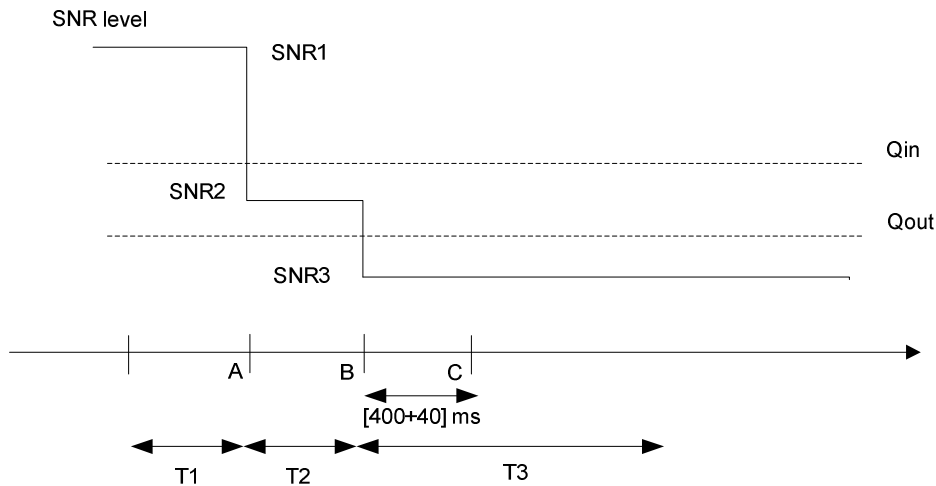 SNR level
SNR1
Qin
SNR2
Qout
SNR3
A
B
C
[400+40] ms
T1
T2
T3